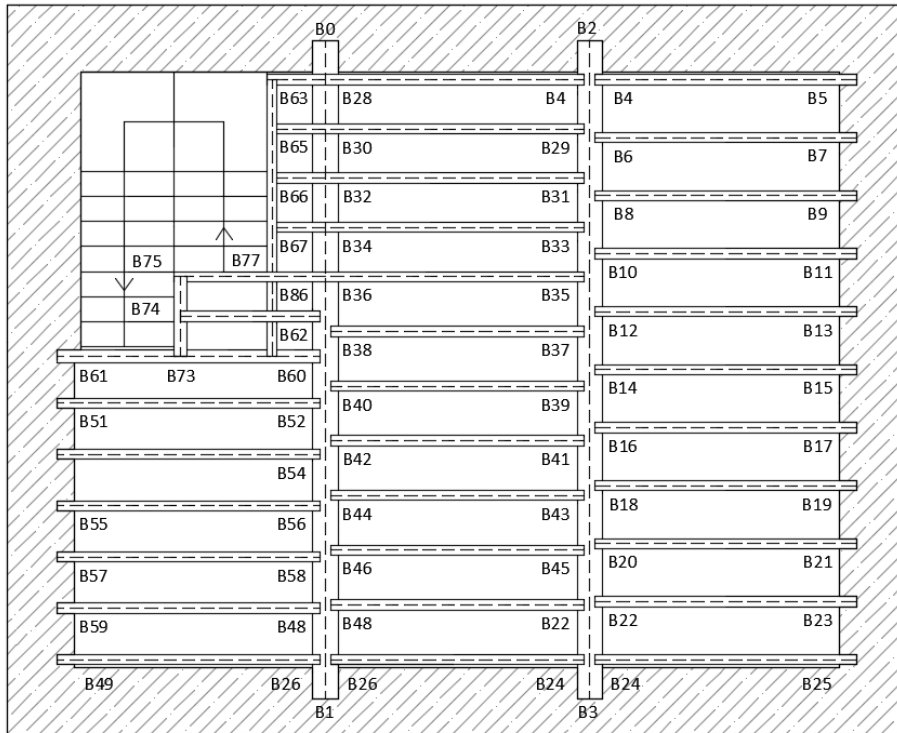 B0 B2
B63 B28 B4 B4 B5
B65 B30 B29 B6 B7
B66 B32 B31 B8 B9
B75 B77 B67 B34 B33 B10 B11
B74 B86 B36 B35 B12 B13
B62 B38 B37
B61 B73 B60 B14 B15
B40 B39
B51 B52 B16 B17
B42 B41
B54
B44 B43 B18 B19
B55 B56
B46 B45 B20 B21
B57 B58
B59 B48 B48 B22 B22 B23
B49 B26 B26 B24 B24 B25
B1 B3